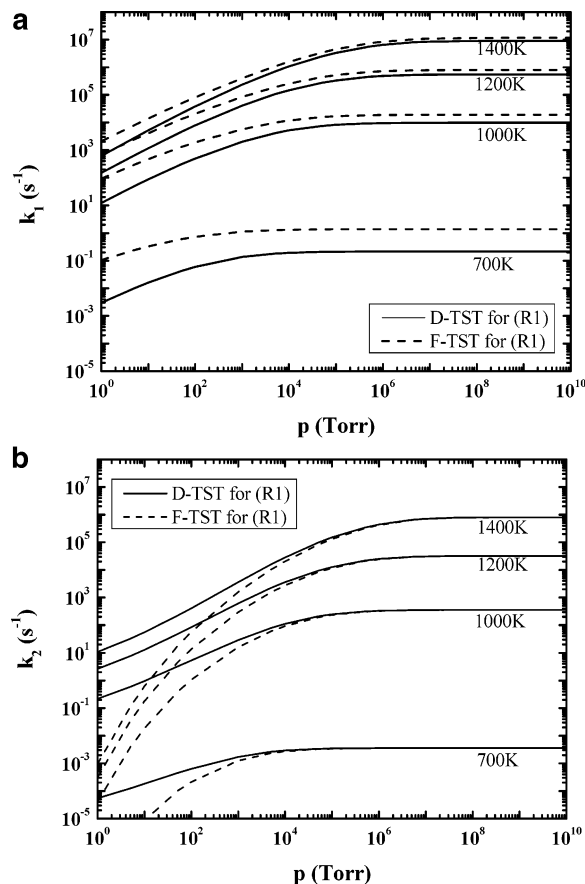 a
10^7
10^5
10^3
10^1
10^-1
10^-3
10^-5
k_1 (s^-1)
1400K
1200K
1000K
700K
D-TST for (R1)
F-TST for (R1)
10^0 10^2 10^4 10^6 10^8 10^10
p (Torr)
b
10^7
10^5
10^3
10^1
10^-1
10^-3
10^-5
k_2 (s^-1)
D-TST for (R1)
F-TST for (R1)
1400K
1200K
1000K
700K
10^0 10^2 10^4 10^6 10^8 10^10
p (Torr)